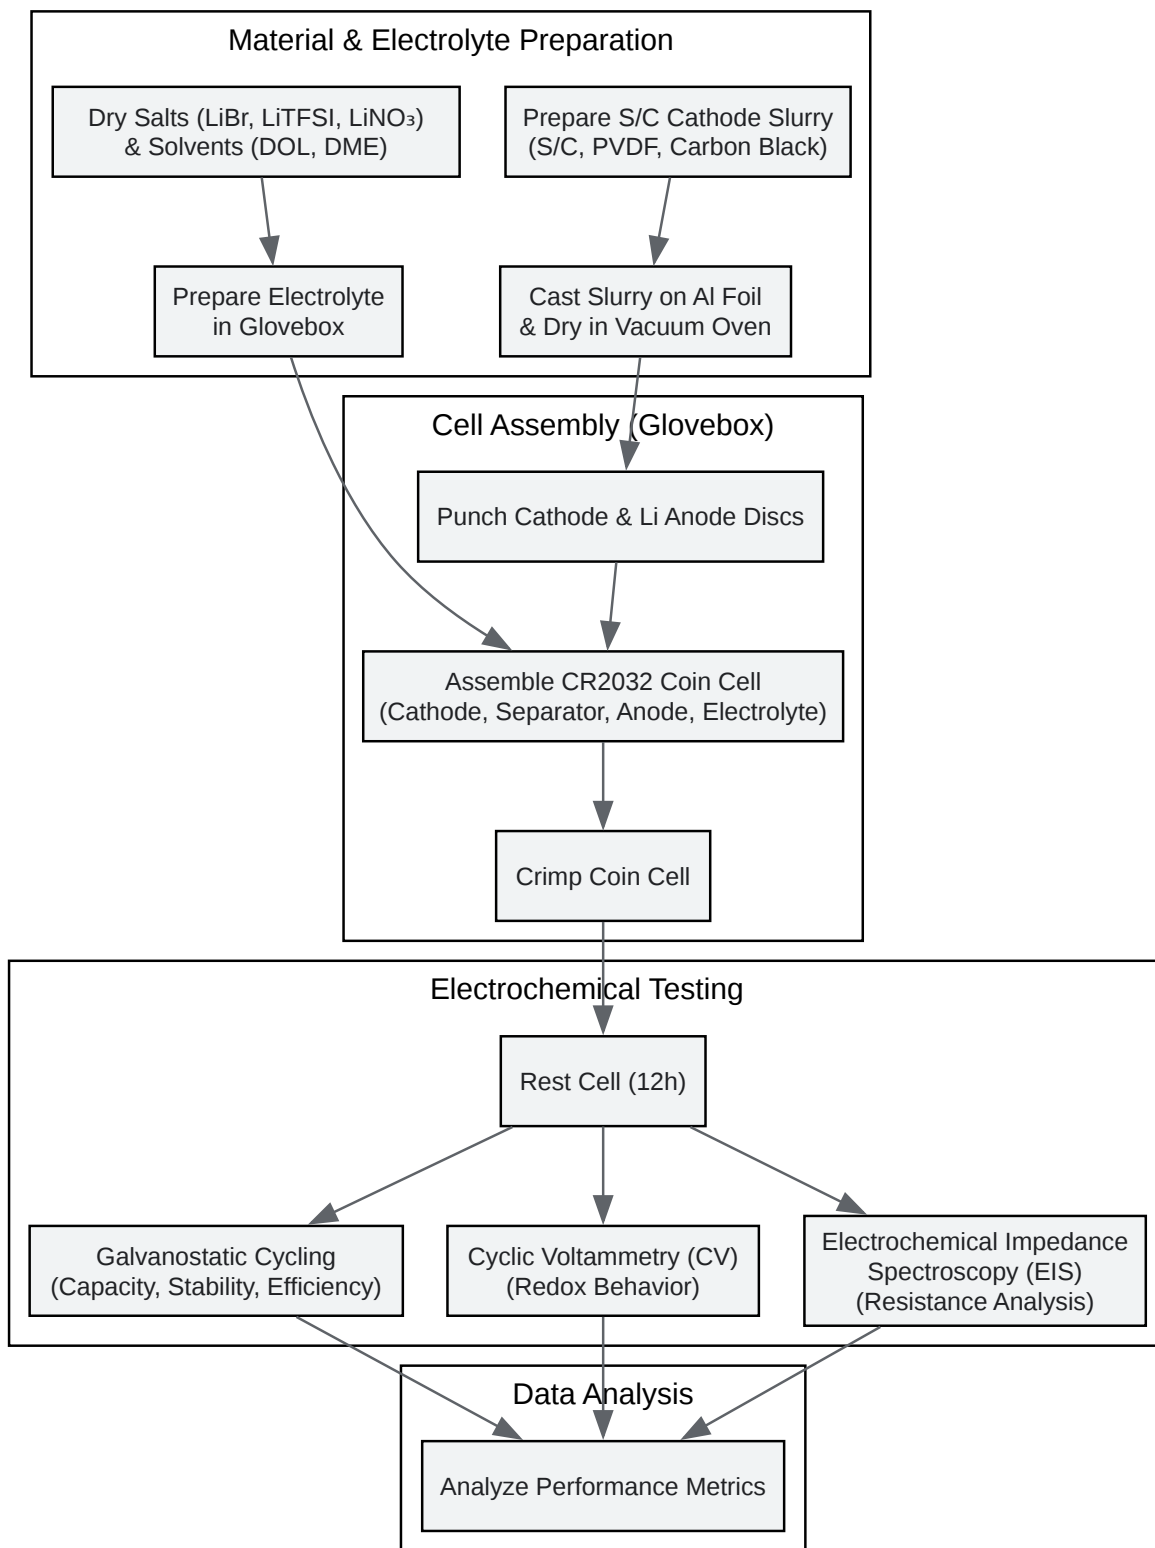 Material & Electrolyte Preparation
Dry Salts (LiBr, LiTFSI, LiNO₃)
& Solvents (DOL, DME)
Prepare S/C Cathode Slurry
(S/C, PVDF, Carbon Black)
Prepare Electrolyte
in Glovebox
Cast Slurry on Al Foil
& Dry in Vacuum Oven
Cell Assembly (Glovebox)
Punch Cathode & Li Anode Discs
Assemble CR2032 Coin Cell
(Cathode, Separator, Anode, Electrolyte)
Crimp Coin Cell
Electrochemical Testing
Rest Cell (12h)
Galvanostatic Cycling
(Capacity, Stability, Efficiency)
Cyclic Voltammetry (CV)
(Redox Behavior)
Electrochemical Impedance
Spectroscopy (EIS)
(Resistance Analysis)
Data Analysis
Analyze Performance Metrics